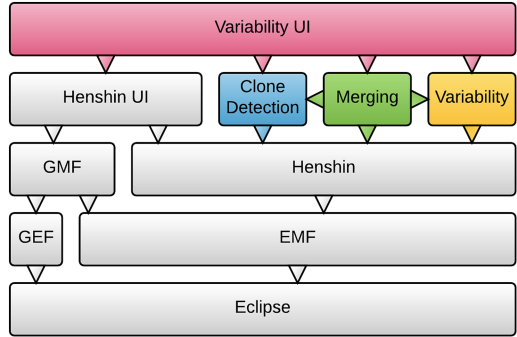 Variability UI
Henshin UI
Clone
Detection
Merging
Variability
GMF
Henshin
GEF
EMF
Eclipse